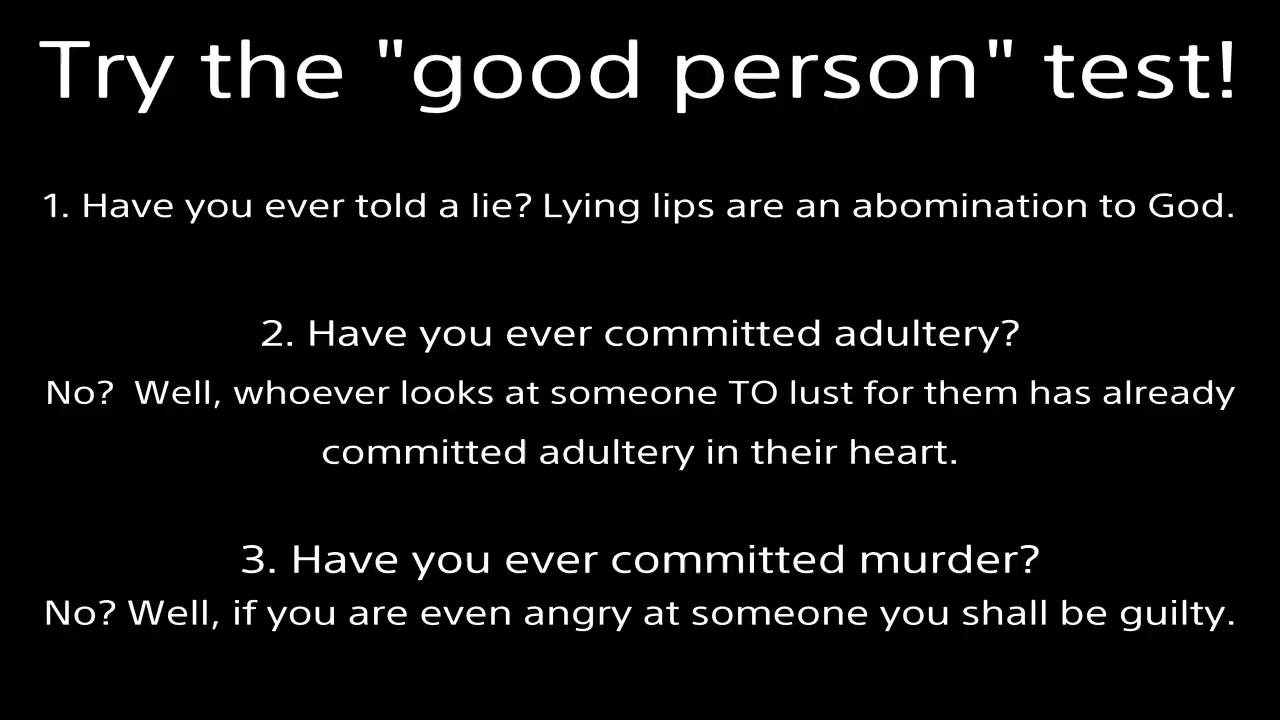 Try the "good person" test!
1. Have you ever told a lie? Lying lips are an abomination to God.
2. Have you ever committed adultery?
No?  Well, whoever looks at someone TO lust for them has already
committed adultery in their heart.
3. Have you ever committed murder?
No? Well, if you are even angry at someone you shall be guilty.